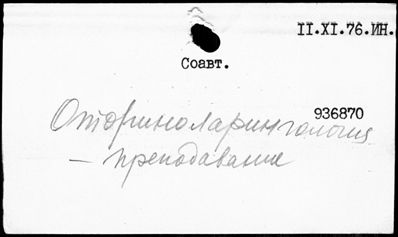 II.XI.76.ИН.
Соавт.
936870
Оториноларингология
— преподавание